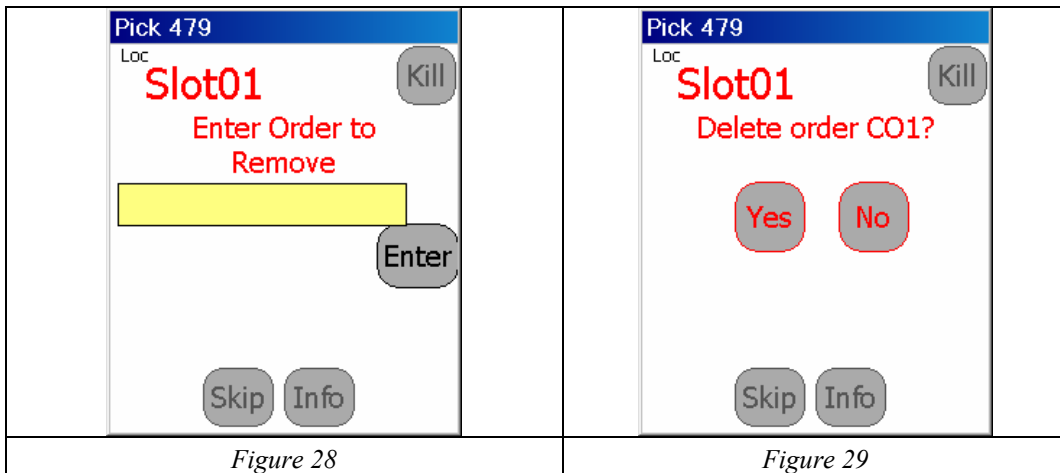 Pick 479
Loc
Slot01
Kill
Enter Order to
Remove
Enter
Skip
Info
Figure 28
Pick 479
Loc
Slot01
Kill
Delete order CO1?
Yes
No
Skip
Info
Figure 29